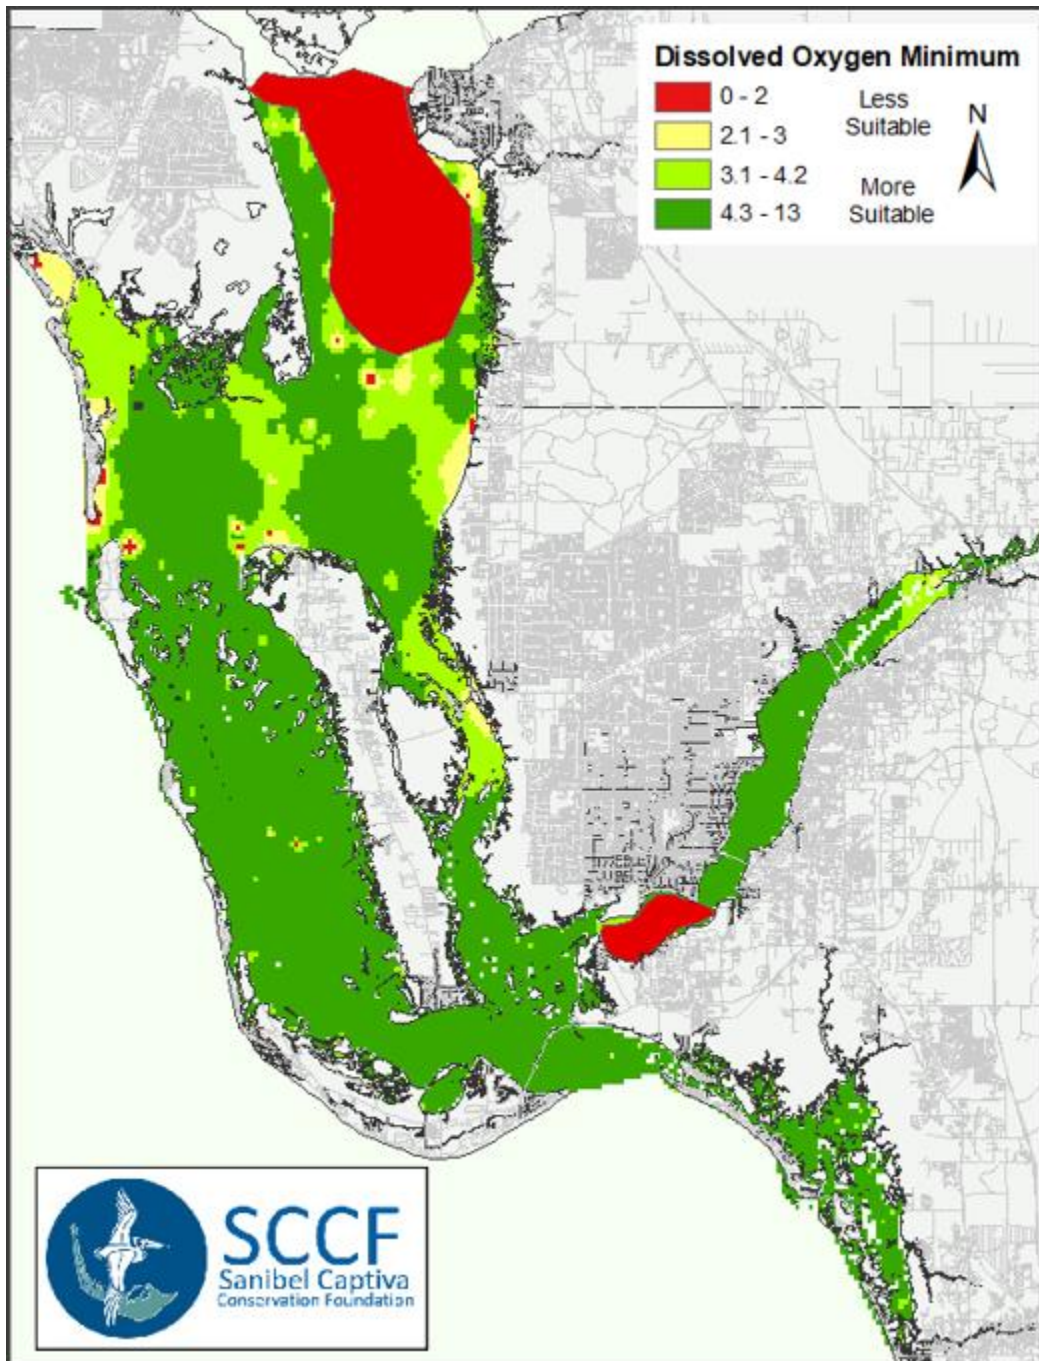 Dissolved Oxygen Minimum
0 - 2
Less
Suitable
2.1 - 3
3.1 - 4.2
More
Suitable
4.3 - 13
N
SCCF
Sanibel Captiva
Conservation Foundation